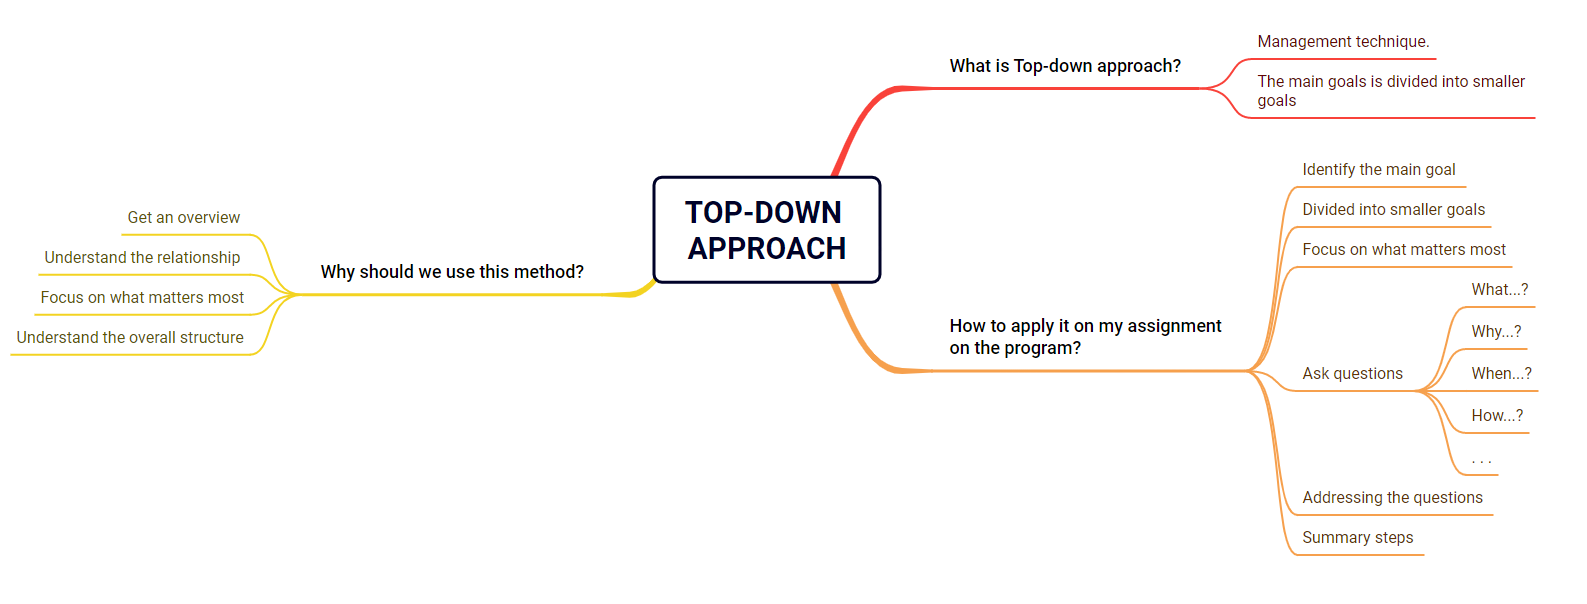 TOP-DOWN
APPROACH
What is Top-down approach?
Management technique.
The main goals is divided into smaller
goals
How to apply it on my assignment
on the program?
Identify the main goal
Divided into smaller goals
Focus on what matters most
Ask questions
What...?
Why...?
When...?
How...?
. . .
Addressing the questions
Summary steps
Why should we use this method?
Get an overview
Understand the relationship
Focus on what matters most
Understand the overall structure